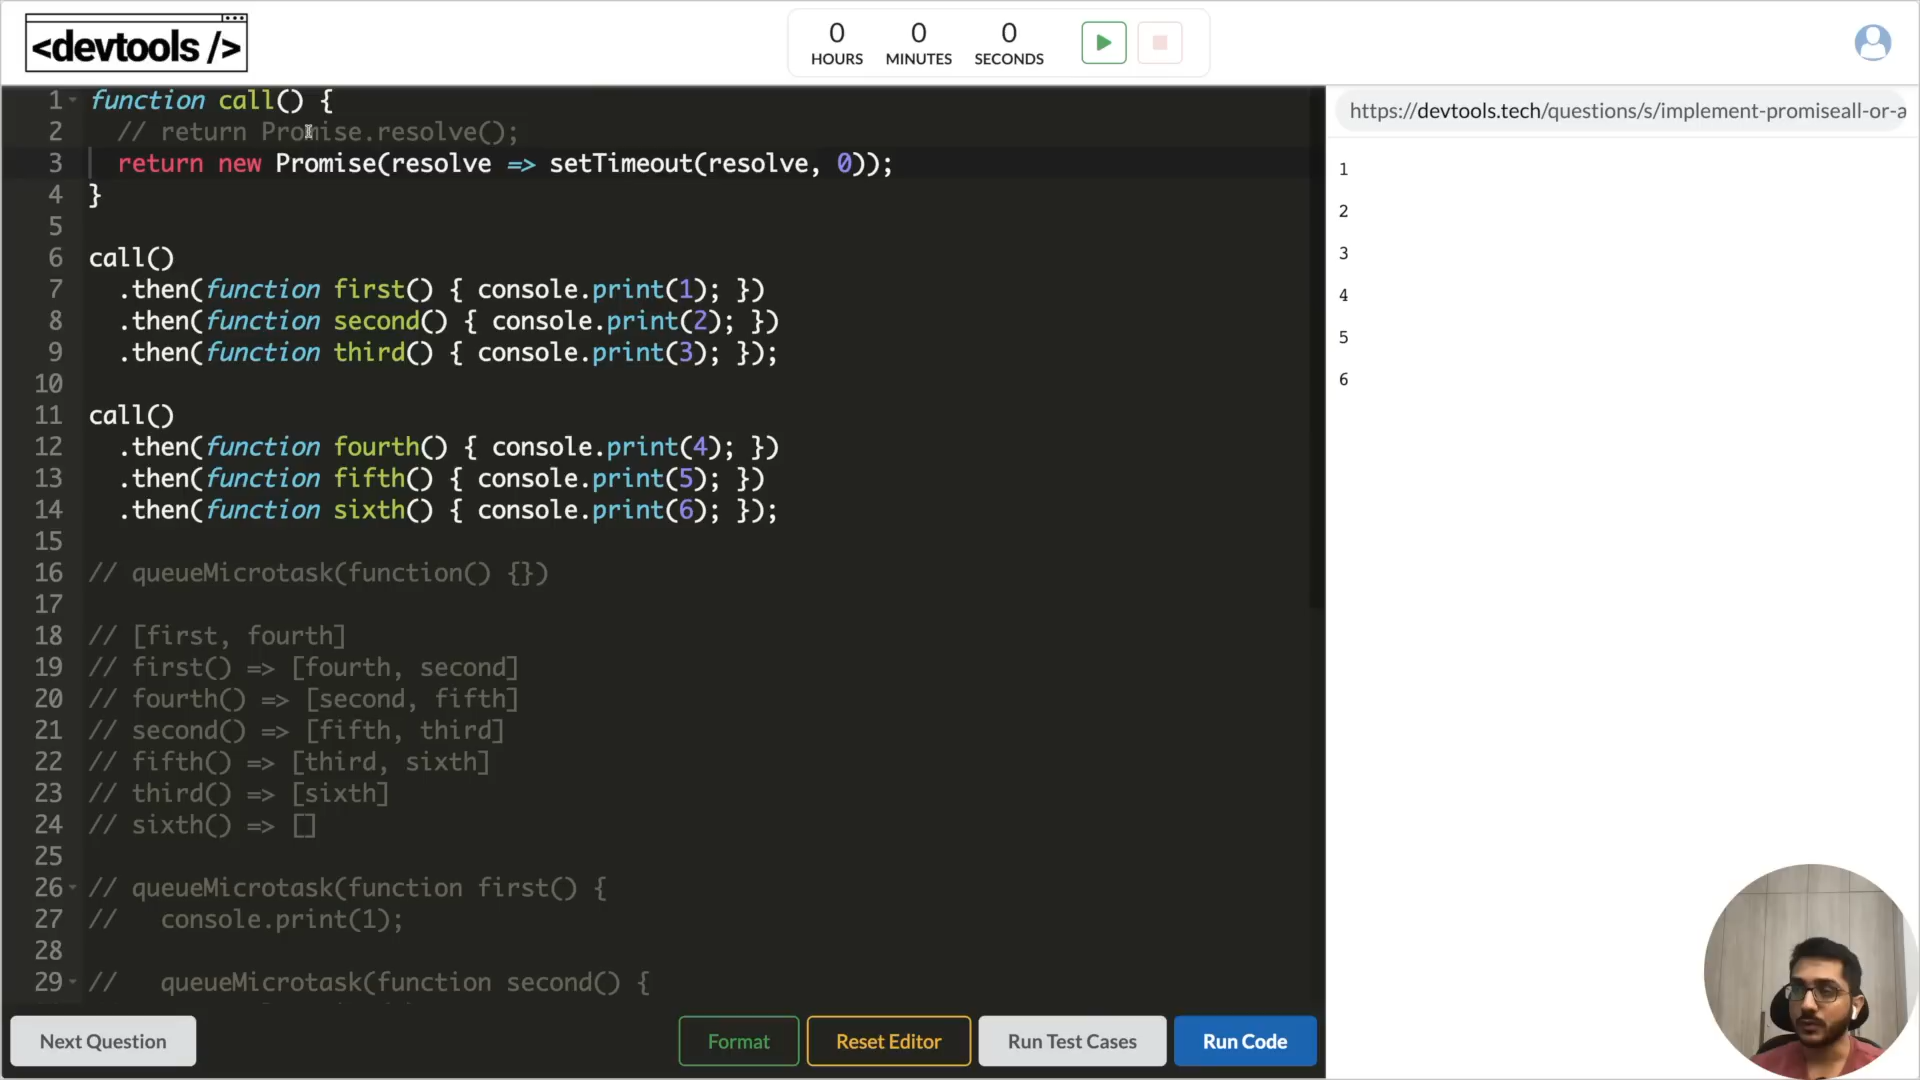 <devtools />
0 0 0
HOURS MINUTES SECONDS
1 function call() {
2 // return Promise.resolve();
3 return new Promise(resolve => setTimeout(resolve, 0));
4 }
5
6 call()
7 .then(function first() { console.print(1); })
8 .then(function second() { console.print(2); })
9 .then(function third() { console.print(3); });
10
11 call()
12 .then(function fourth() { console.print(4); })
13 .then(function fifth() { console.print(5); })
14 .then(function sixth() { console.print(6); });
15
16 // queueMicrotask(function() {})
17
18 // [first, fourth]
19 // first() => [fourth, second]
20 // fourth() => [second, fifth]
21 // second() => [fifth, third]
22 // fifth() => [third, sixth]
23 // third() => [sixth]
24 // sixth() => []
25
26 // queueMicrotask(function first() {
27 // console.print(1);
28
29 // queueMicrotask(function second() {
https://devtools.tech/questions/s/implement-promiseall-or-a
1
2
3
4
5
6
Next Question
Format
Reset Editor
Run Test Cases
Run Code